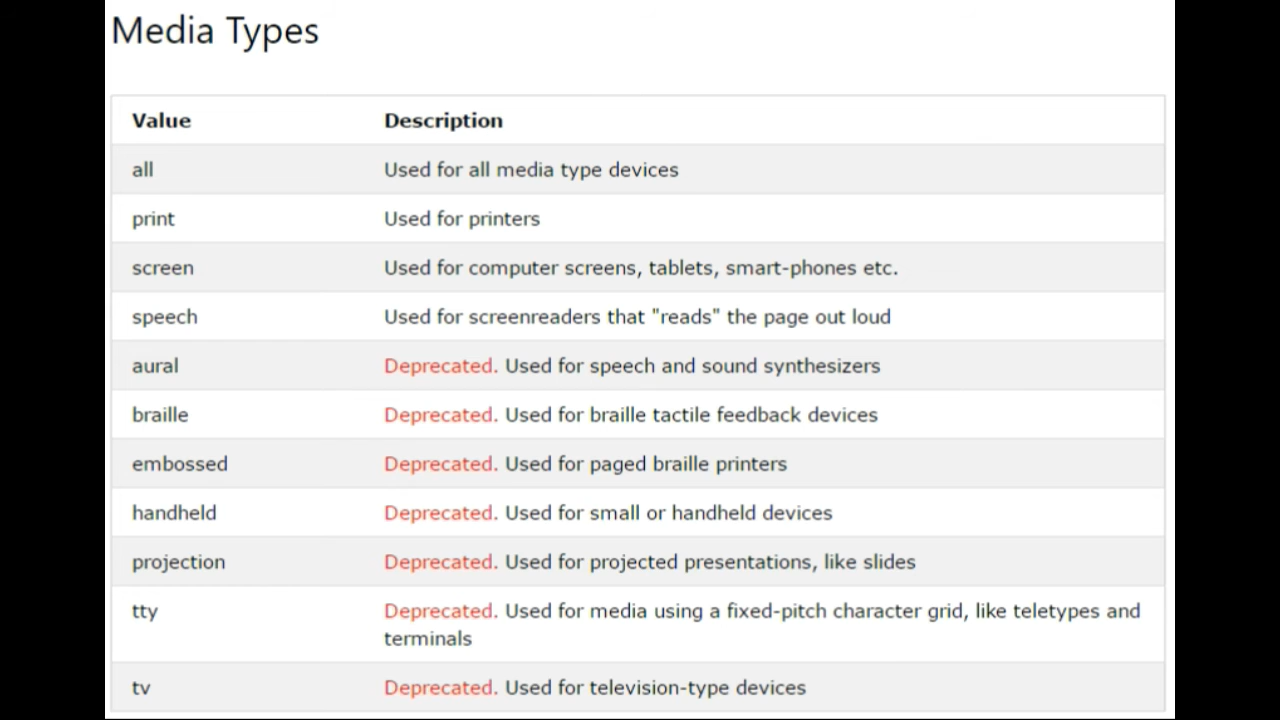 Media Types
Value Description
all Used for all media type devices
print Used for printers
screen Used for computer screens, tablets, smart-phones etc.
speech Used for screenreaders that "reads" the page out loud
aural Deprecated. Used for speech and sound synthesizers
braille Deprecated. Used for braille tactile feedback devices
embossed Deprecated. Used for paged braille printers
handheld Deprecated. Used for small or handheld devices
projection Deprecated. Used for projected presentations, like slides
tty Deprecated. Used for media using a fixed-pitch character grid, like teletypes and
terminals
tv Deprecated. Used for television-type devices